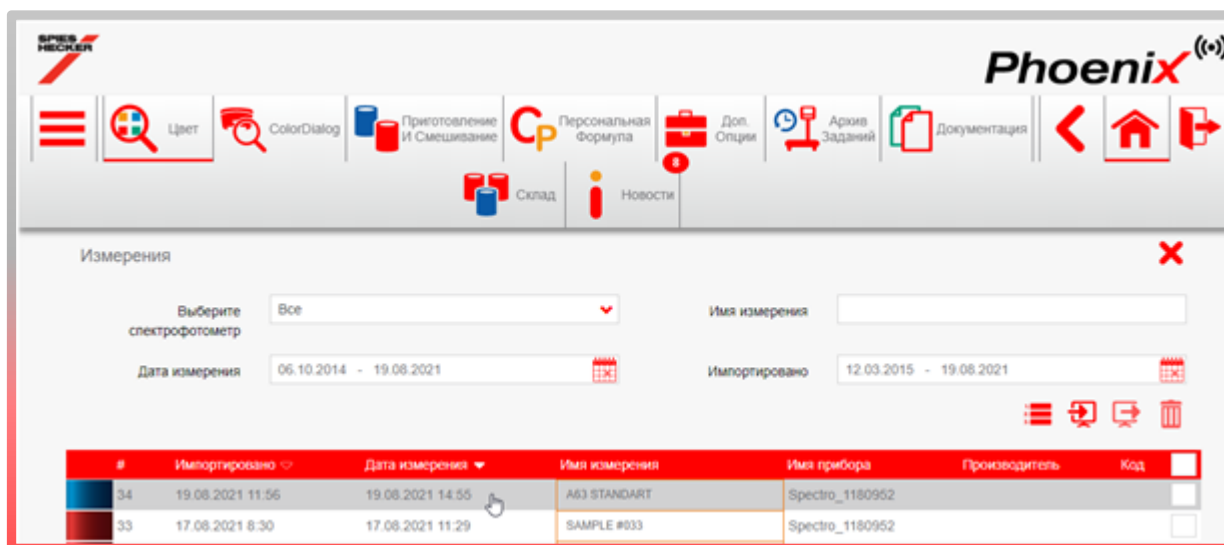 SPIES HECKER
Phoenix
Цвет
ColorDialog
Приготовление
И Смешивание
CP
Персональная
Формула
Доп.
Опции
Архив
Заданий
Документация
8
Склад
Новости
Измерения
Выберите
спектрофотометр
Все
Имя измерения
Дата измерения
06.10.2014 - 19.08.2021
Импортировано
12.03.2015 - 19.08.2021
# Импортировано Дата измерения Имя измерения Имя прибора Производитель Код
34 19.08.2021 11:56 19.08.2021 14:55 A63 STANDART Spectro_1180952
33 17.08.2021 8:30 17.08.2021 11:29 SAMPLE #033 Spectro_1180952